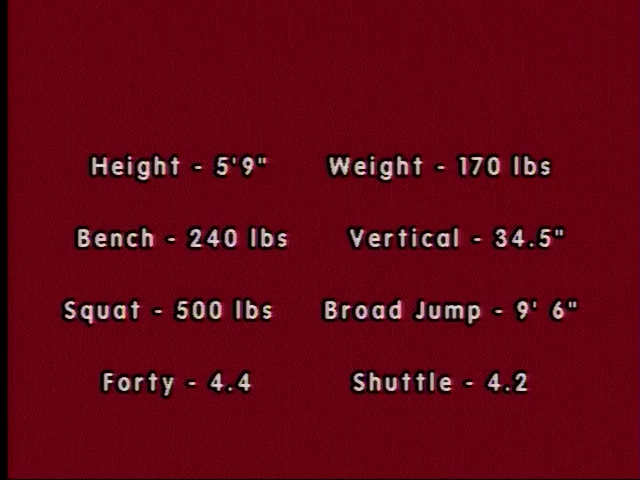 Height - 5'9" Weight - 170 lbs
Bench - 240 lbs Vertical - 34.5"
Squat - 500 lbs Broad Jump - 9' 6"
Forty - 4.4 Shuttle - 4.2